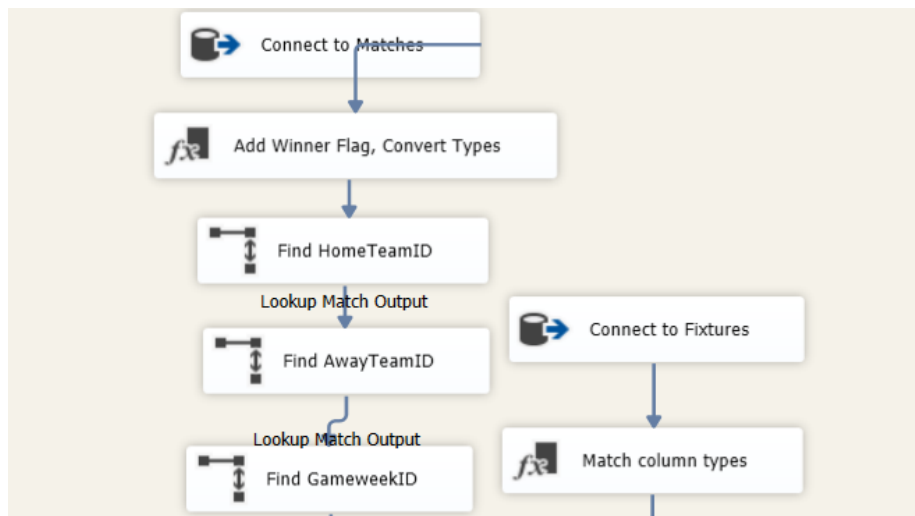 Connect to Matches
Add Winner Flag, Convert Types
Find HomeTeamID
Lookup Match Output
Find AwayTeamID
Lookup Match Output
Find GameweekID
Connect to Fixtures
Match column types